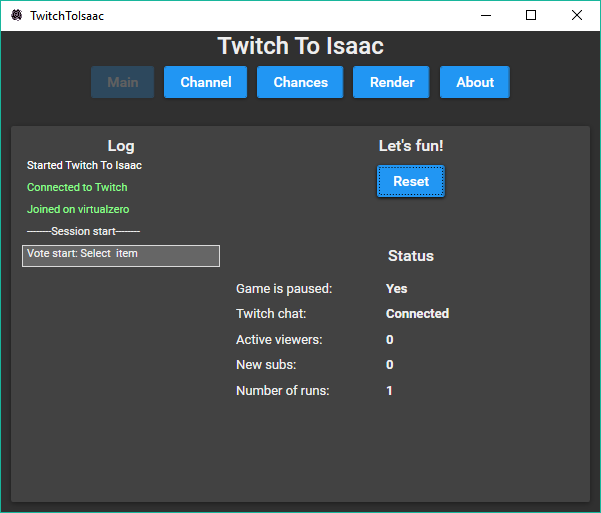 TwitchToIsaac
Twitch To Isaac
Main Channel Chances Render About
Log
Started Twitch To Isaac
Connected to Twitch
Joined on virtualzero
--------Session start--------
Vote start: Select  item
Let's fun!
Reset
Status
Game is paused: Yes
Twitch chat: Connected
Active viewers: 0
New subs: 0
Number of runs: 1